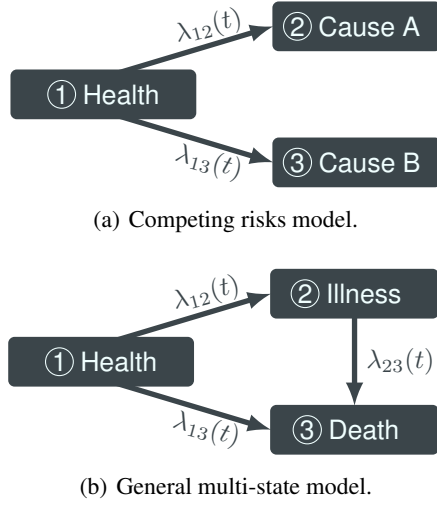 λ₁₂(t)
② Cause A
① Health
λ₁₃(t)
③ Cause B
(a) Competing risks model.
λ₁₂(t)
② Illness
① Health
λ₂₃(t)
λ₁₃(t)
③ Death
(b) General multi-state model.